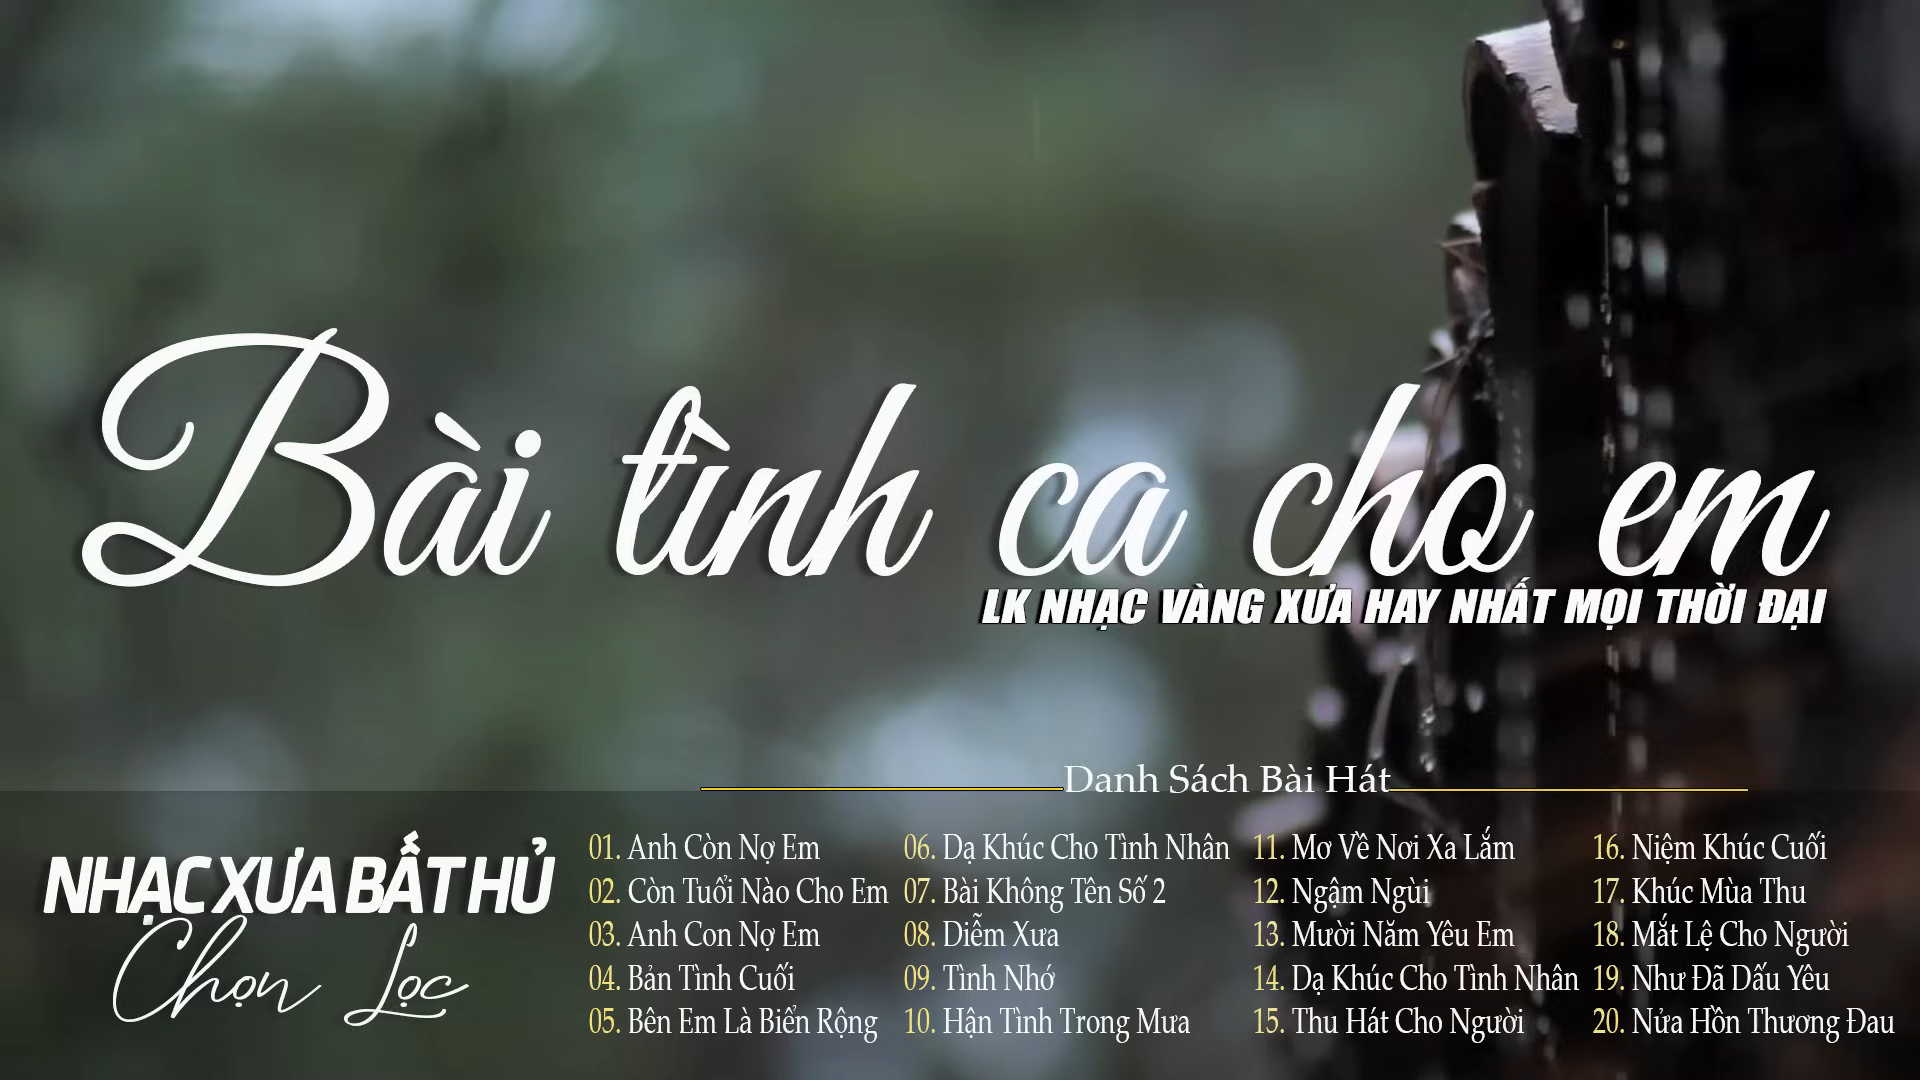 Bài tình ca cho em
LK NHẠC VÀNG XƯA HAY NHẤT MỌI THỜI ĐẠI
Danh Sách Bài Hát
NHẠC XƯA BẤT HỦ
Chọn Lọc
01. Anh Còn Nợ Em
02. Còn Tuổi Nào Cho Em
03. Anh Con Nợ Em
04. Bản Tình Cuối
05. Bên Em Là Biển Rộng
06. Dạ Khúc Cho Tình Nhân
07. Bài Không Tên Số 2
08. Diễm Xưa
09. Tình Nhớ
10. Hận Tình Trong Mưa
11. Mơ Về Nơi Xa Lắm
12. Ngậm Ngùi
13. Mười Năm Yêu Em
14. Dạ Khúc Cho Tình Nhân
15. Thu Hát Cho Người
16. Niệm Khúc Cuối
17. Khúc Mùa Thu
18. Mắt Lệ Cho Người
19. Như Đã Dấu Yêu
20. Nửa Hồn Thương Đau